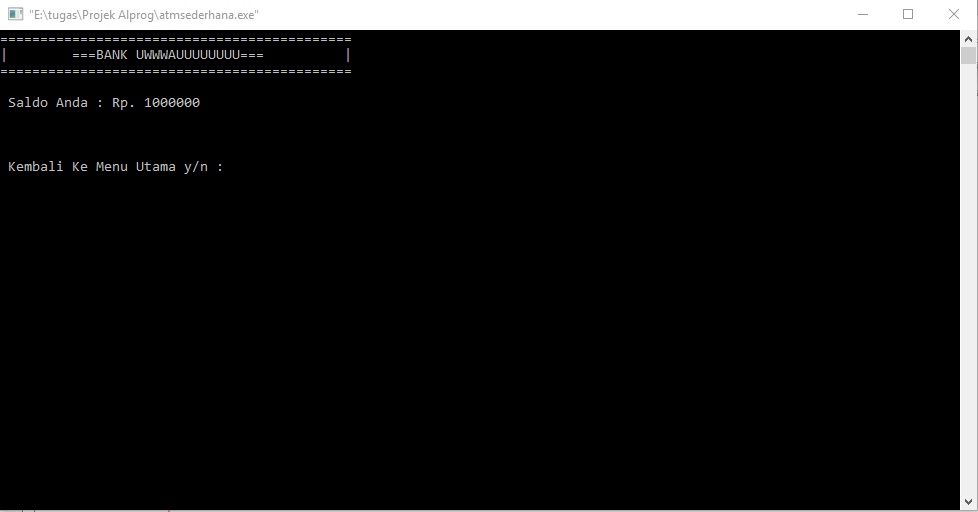 "E:\tugas\Projek Alprog\atmsederhana.exe"
============================================
|        ===BANK UWWWAUUUUUUUU===          |
============================================
Saldo Anda : Rp. 1000000
Kembali Ke Menu Utama y/n :